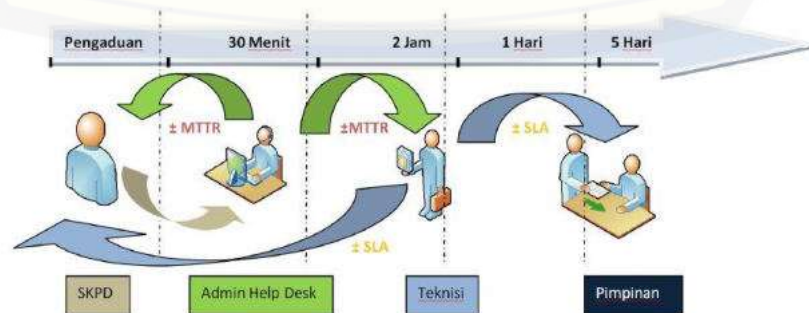 Pengaduan 30 Menit 2 Jam 1 Hari 5 Hari
± MTTR ±MTTR ± SLA
± SLA
SKPD Admin Help Desk Teknisi Pimpinan